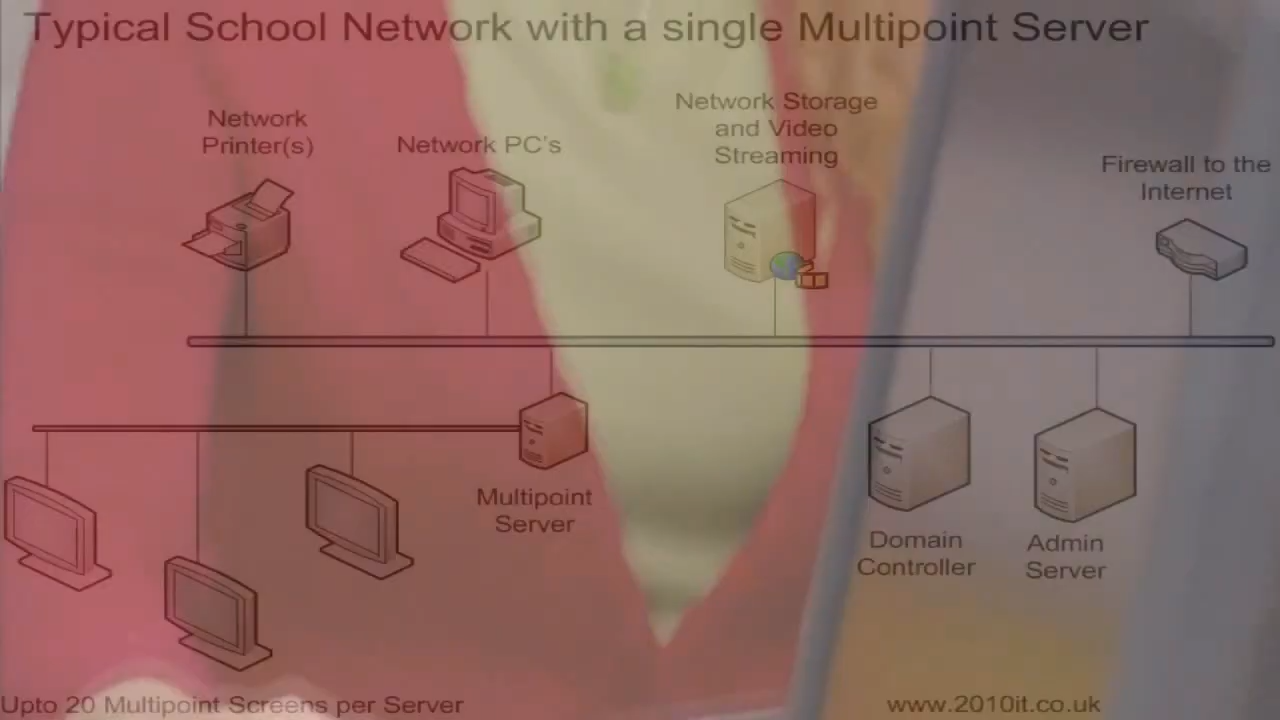 Typical School Network with a single Multipoint Server
Network
Printer(s)
Network PC's
Network Storage
and Video
Streaming
Firewall to the
Internet
Multipoint
Server
Domain
Controller
Admin
Server
Upto 20 Multipoint Screens per Server
www.2010it.co.uk